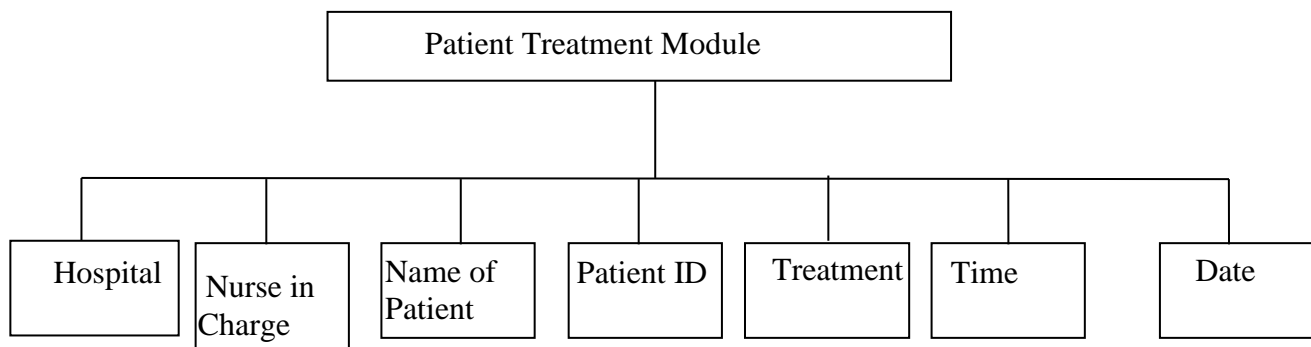 Patient Treatment Module
Hospital
Nurse in
Charge
Name of
Patient
Patient ID
Treatment
Time
Date